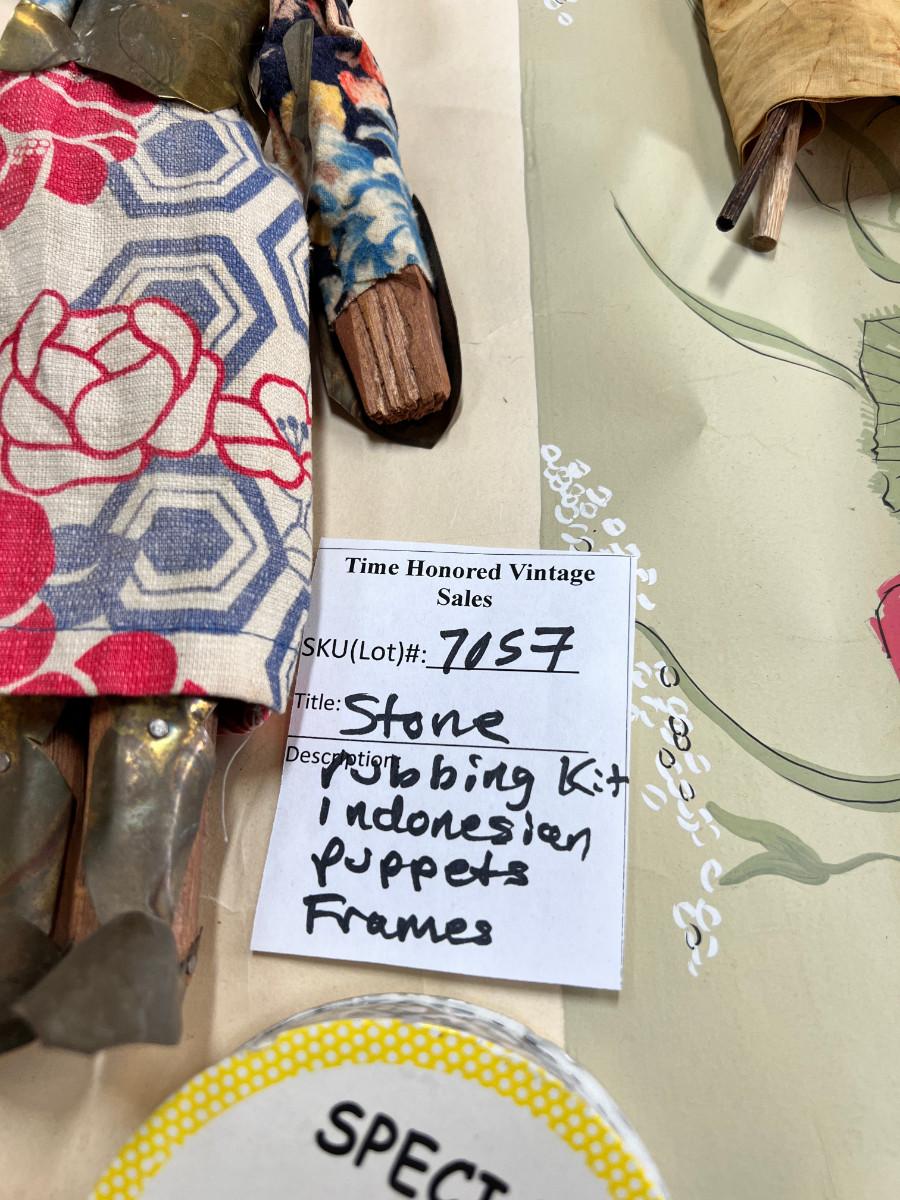 Time Honored Vintage
Sales
SKU(Lot)#: 7057
Title: Stone
Description:
rubbing Kit
Indonesian
puppets
Frames
SPECT